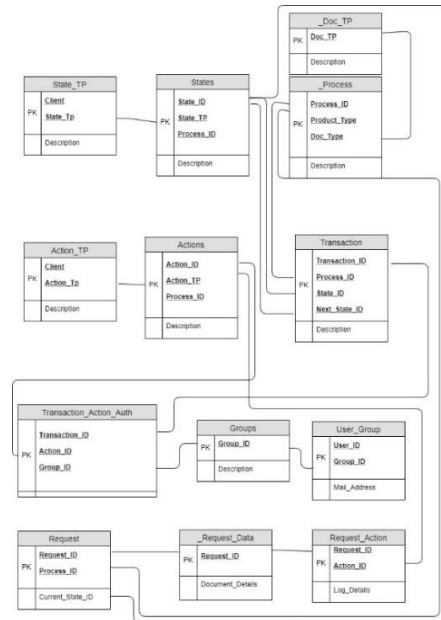 _Doc_TP
PK
Doc_TP
Description
State_TP
PK
Client
State_Tp
Description
States
PK
State_ID
State_TP
Process_ID
Description
_Process
PK
Process_ID
Product_Type
Doc_Type
Description
Action_TP
PK
Client
Action_Tp
Description
Actions
PK
Action_ID
Action_TP
Process_ID
Description
Transaction
PK
Transaction_ID
Process_ID
State_ID
Next_State_ID
Description
Transaction_Action_Auth
PK
Transaction_ID
Action_ID
Group_ID
Groups
PK
Group_ID
Description
User_Group
PK
User_ID
Group_ID
Mail_Address
Request
PK
Request_ID
Process_ID
Current_State_ID
_Request_Data
PK
Request_ID
Document_Details
Request_Action
PK
Request_ID
Action_ID
Log_Details